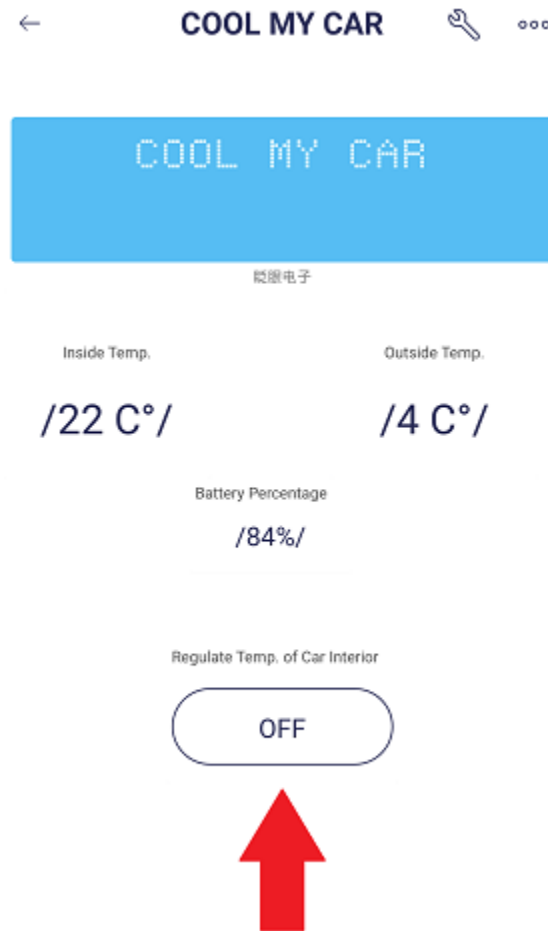 COOL MY CAR
COOL MY CAR
眨眼电子
Inside Temp.
Outside Temp.
/22 C°/
/4 C°/
Battery Percentage
/84%/
Regulate Temp. of Car Interior
OFF